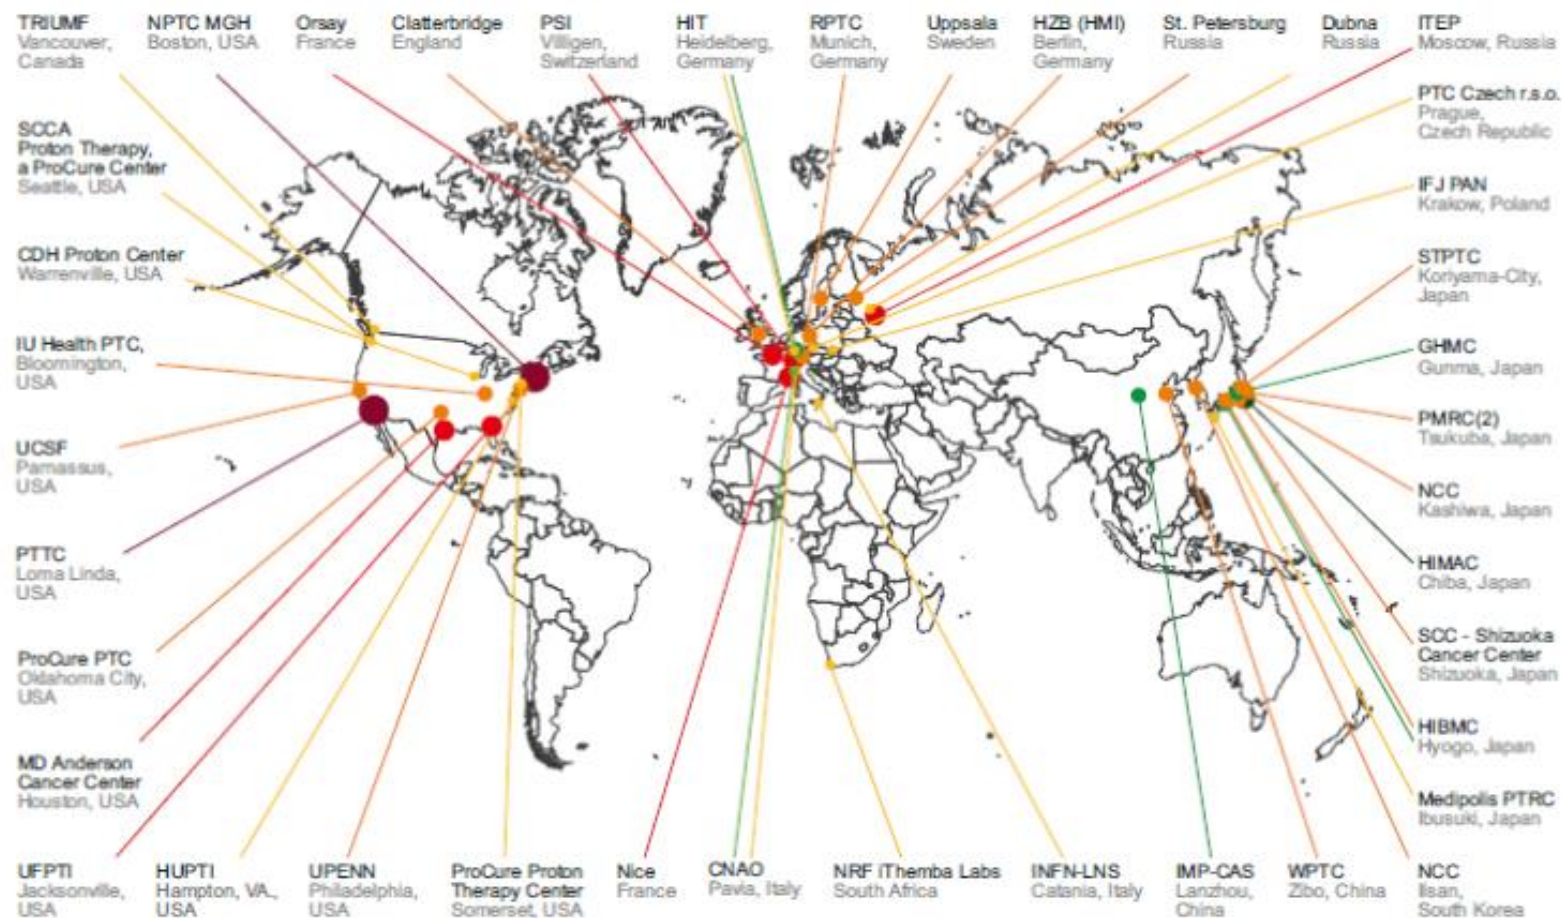 TRIUMF
Vancouver,
Canada
NPTC MGH
Boston, USA
Orsay
France
Clatterbridge
England
PSI
Villigen,
Switzerland
HIT
Heidelberg,
Germany
RPTC
Munich,
Germany
Uppsala
Sweden
HZB (HMI)
Berlin,
Germany
St. Petersburg
Russia
Dubna
Russia
ITEP
Moscow, Russia
SCCA
Proton Therapy,
a ProCure Center
Seattle, USA
CDH Proton Center
Warrenville, USA
IU Health PTC,
Bloomington,
USA
UCSF
Parnassus,
USA
PTTC
Loma Linda,
USA
ProCure PTC
Oklahoma City,
USA
MD Anderson
Cancer Center
Houston, USA
PTC Czech r.s.o.
Prague,
Czech Republic
IFJ PAN
Krakow, Poland
STPTC
Koriyama-City,
Japan
GHMC
Gunma, Japan
PMRC(2)
Tsukuba, Japan
NCC
Kashiwa, Japan
HIMAC
Chiba, Japan
SCC - Shizuoka
Cancer Center
Shizuoka, Japan
HIBMC
Hyogo, Japan
Medipolis PTRC
Ibusuki, Japan
UFPTI
Jacksonville,
USA
HUPTI
Hampton, VA.,
USA
UPENN
Philadelphia,
USA
ProCure Proton
Therapy Center
Somerset, USA
Nice
France
CNAO
Pavia, Italy
NRF iThemba Labs
South Africa
INFN-LNS
Catania, Italy
IMP-CAS
Lanzhou,
China
WPTC
Zibo, China
NCC
Ilsan,
South Korea